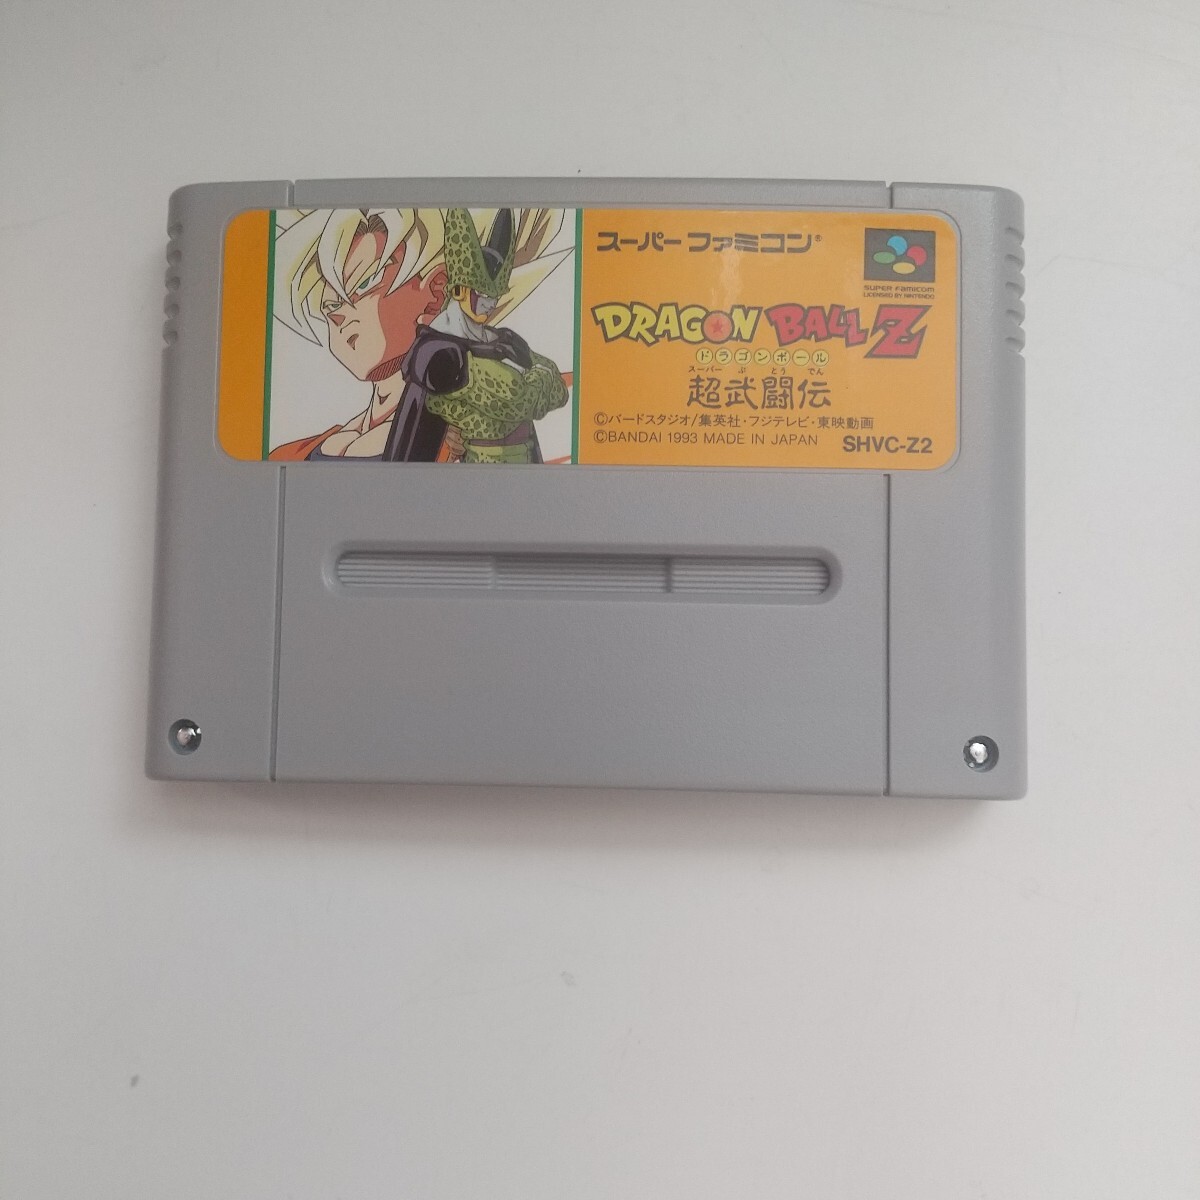 スーパーファミコン®
SUPER FAMICOM
LICENSED BY NINTENDO
DRAGON BALL Z
ドラゴンボール
スーパー ぶ とう でん
超武闘伝
©バードスタジオ/集英社・フジテレビ・東映動画
©BANDAI 1993 MADE IN JAPAN SHVC-Z2